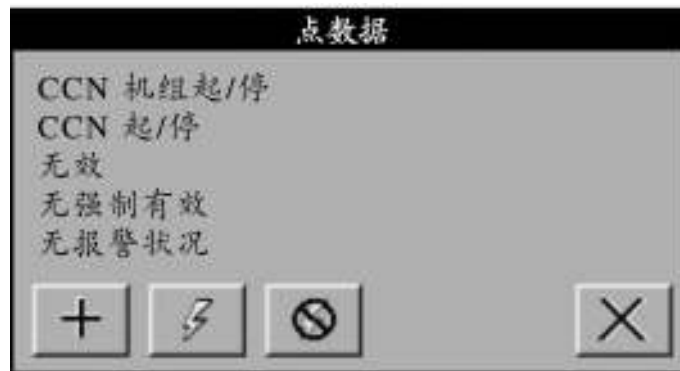 点数据
CCN 机组起/停
CCN 起/停
无效
无强制有效
无报警状况